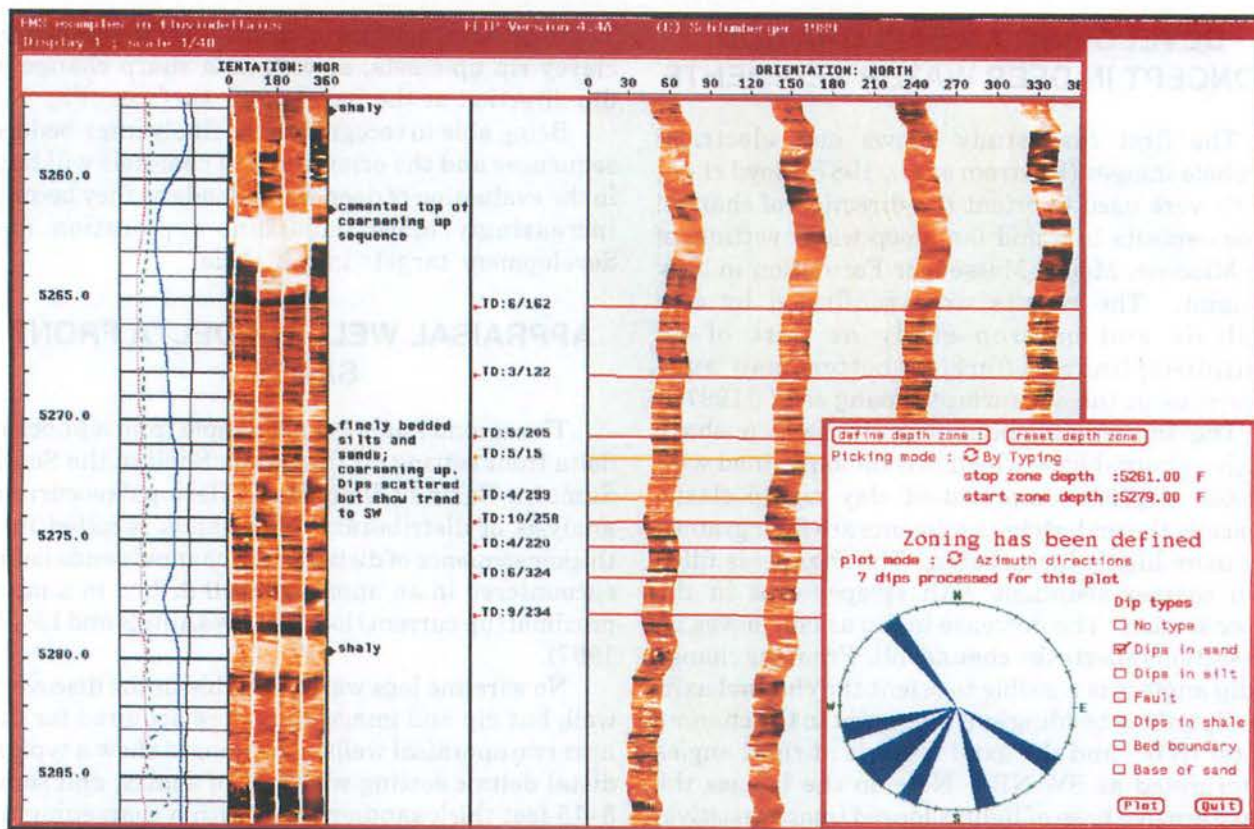 FMS examples in fluviodeltaics FLIP Version 4.4A (C) Schlumberger 1989
Display 1 ; scale 1/40
IENTATION: NOR
0 180 360
ORIENTATION: NORTH
30 60 90 120 150 180 210 240 270 300 330 36
shaly
5260.0
cemented top of
coarsening up
sequence
5265.0
TD:6/162
TD:3/122
5270.0
finely bedded
silts and
sands;
coarsening up.
Dips scattered
but show trend
to SW
TD:5/205
TD:5/15
TD:4/299
TD:9/258
5275.0
TD:6/324
TD:9/234
shaly
5280.0
5285.0
define depth zone : reset depth zone
Picking mode : By Typing
stop zone depth :5261.00 F
start zone depth :5279.00 F
Zoning has been defined
plot mode : Azimuth directions
7 dips processed for this plot
N
E
S
W
Dip types
No type
Dips in sand
Dips in silt
Fault
Dips in shale
Bed boundary
Base of sand
Plot Quit